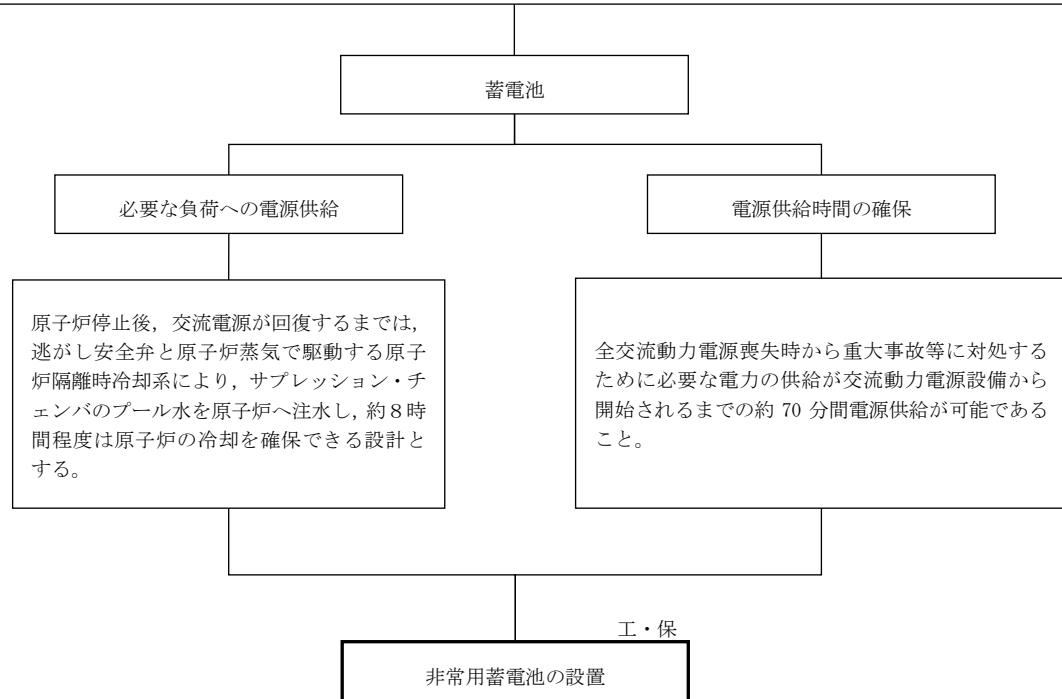 蓄電池
必要な負荷への電源供給
電源供給時間の確保
原子炉停止後，交流電源が回復するまでは，
逃がし安全弁と原子炉蒸気で駆動する原子
炉隔離時冷却系により，サプレッション・チ
ェンバのプール水を原子炉へ注水し，約８時
間程度は原子炉の冷却を確保できる設計と
する。
全交流動力電源喪失時から重大事故等に対処する
ために必要な電力の供給が交流動力電源設備から
開始されるまでの約 70 分間電源供給が可能である
こと。
工・保
非常用蓄電池の設置